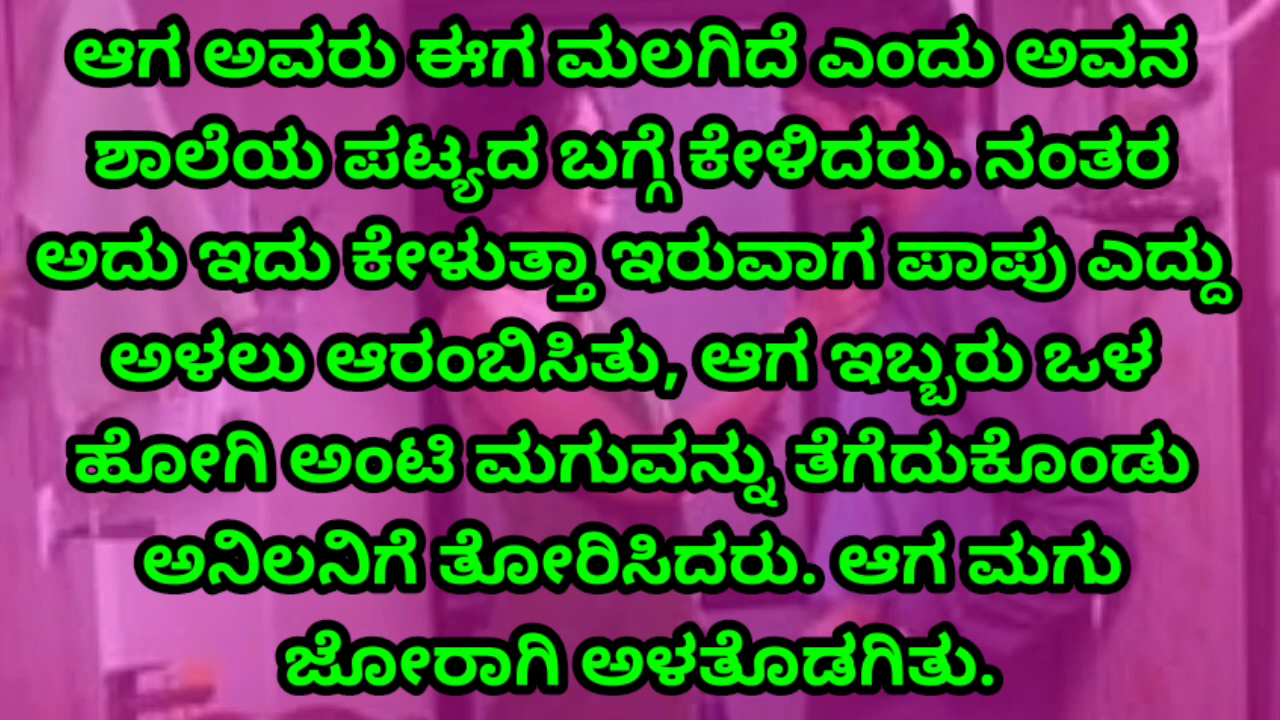 ಆಗ ಅವರು ಈಗ ಮಲಗಿದೆ ಎಂದು ಅವನ
ಶಾಲೆಯ ಪಟ್ಯದ ಬಗ್ಗೆ ಕೇಳಿದರು. ನಂತರ
ಅದು ಇದು ಕೇಳುತ್ತಾ ಇರುವಾಗ ಪಾಪು ಎದ್ದು
ಅಳಲು ಆರಂಬಿಸಿತು, ಆಗ ಇಬ್ಬರು ಒಳ
ಹೋಗಿ ಅಂಟಿ ಮಗುವನ್ನು ತೆಗೆದುಕೊಂಡು
ಅನಿಲನಿಗೆ ತೋರಿಸಿದರು. ಆಗ ಮಗು
ಜೋರಾಗಿ ಅಳತೊಡಗಿತು.